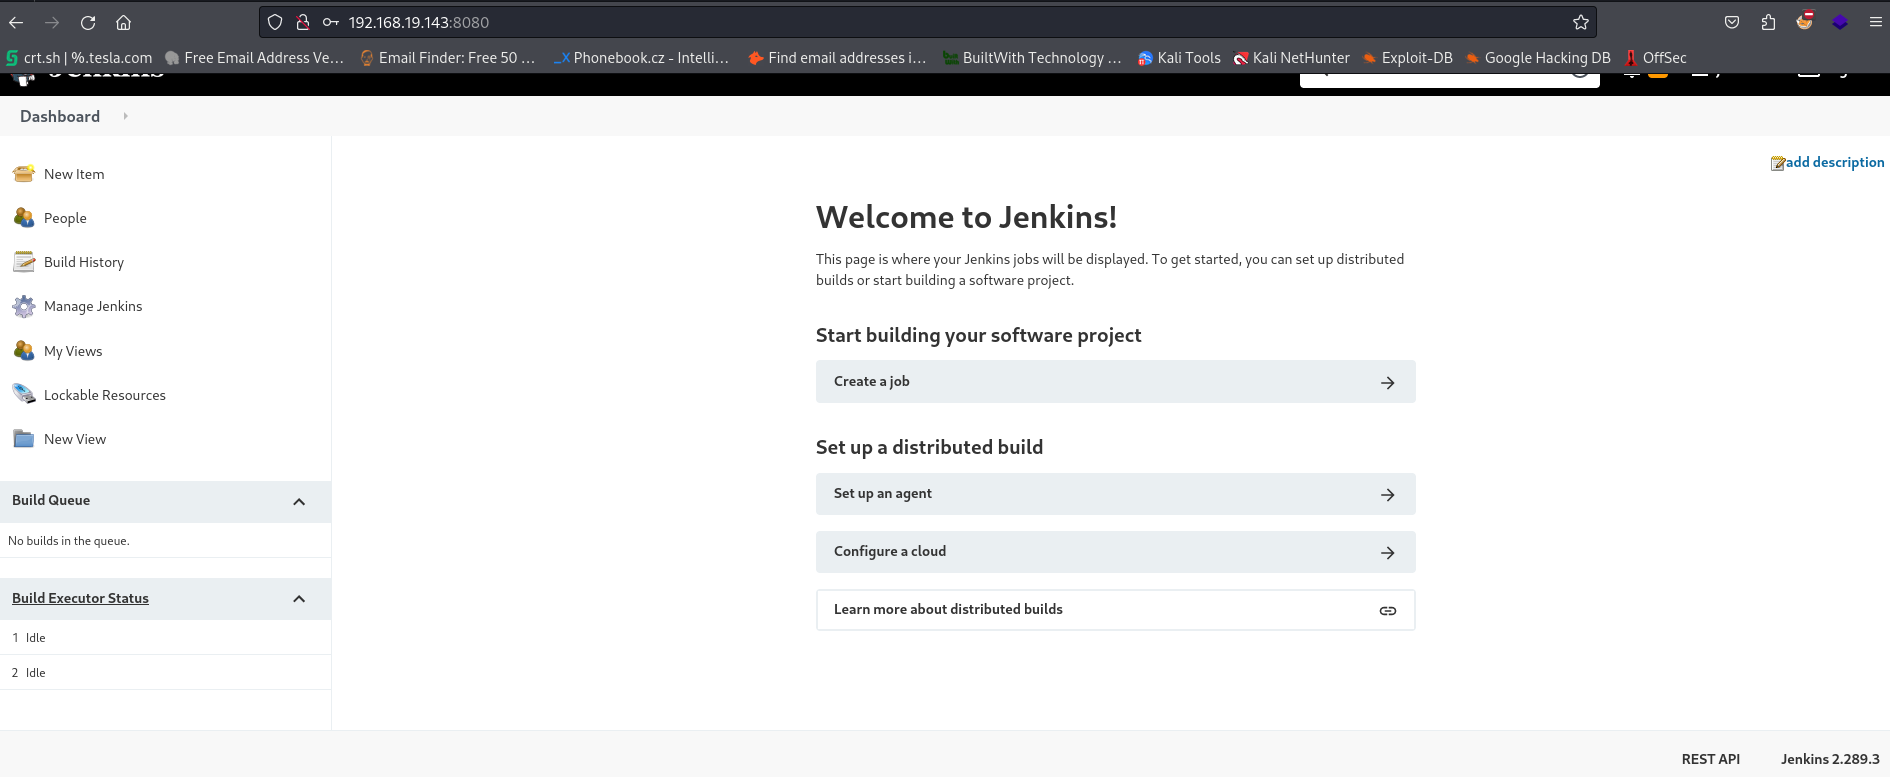 192.168.19.143:8080
crt.sh | %.tesla.com Free Email Address Ve... Email Finder: Free 50 ... Phonebook.cz - Intelli... Find email addresses i... BuiltWith Technology ... Kali Tools Kali NetHunter Exploit-DB Google Hacking DB OffSec
Jenkins
Dashboard
add description
New Item
People
Build History
Manage Jenkins
My Views
Lockable Resources
New View
Build Queue
No builds in the queue.
Build Executor Status
1 Idle
2 Idle
Welcome to Jenkins!
This page is where your Jenkins jobs will be displayed. To get started, you can set up distributed
builds or start building a software project.
Start building your software project
Create a job
Set up a distributed build
Set up an agent
Configure a cloud
Learn more about distributed builds
REST API Jenkins 2.289.3